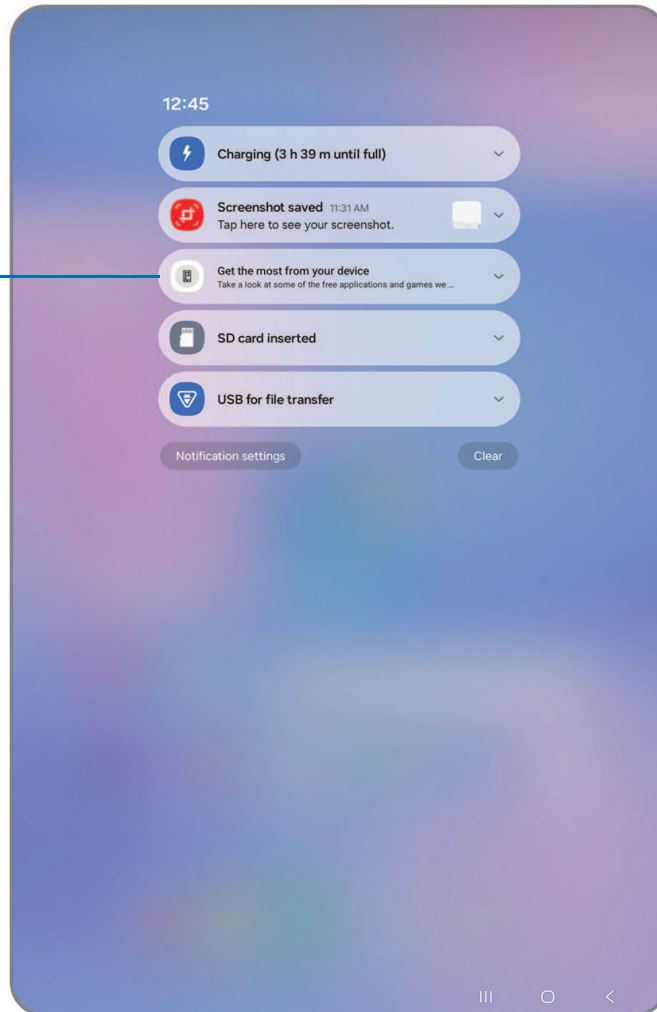 12:45
Charging (3 h 39 m until full)
Screenshot saved 11:31 AM
Tap here to see your screenshot.
Get the most from your device
Take a look at some of the free applications and games we ...
SD card inserted
USB for file transfer
Notification settings Clear